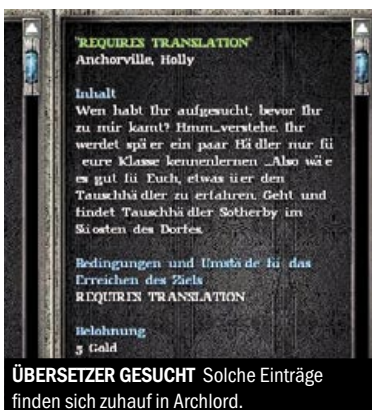 "REQUIRES TRANSLATION"
Anchorville, Holly
Inhalt
Wen habt Ihr aufgesucht, bevor Ihr
zu mir kamt? Hmm...verstehe. Ihr
werdet spä er ein paar Hä dler nur fü
eure Klasse kennenlernen ...Also wä e
es gut fü Euch, etwas ü er den
Tauschhä dler zu erfahren. Geht und
findet Tauschhä dler Sotherby im
Sü osten des Dorfes.
Bedingungen und Umstä de fü das
Erreichen des Ziels
REQUIRES TRANSLATION
Belohnung
5 Gold
ÜBERSETZER GESUCHT Solche Einträge
finden sich zuhauf in Archlord.